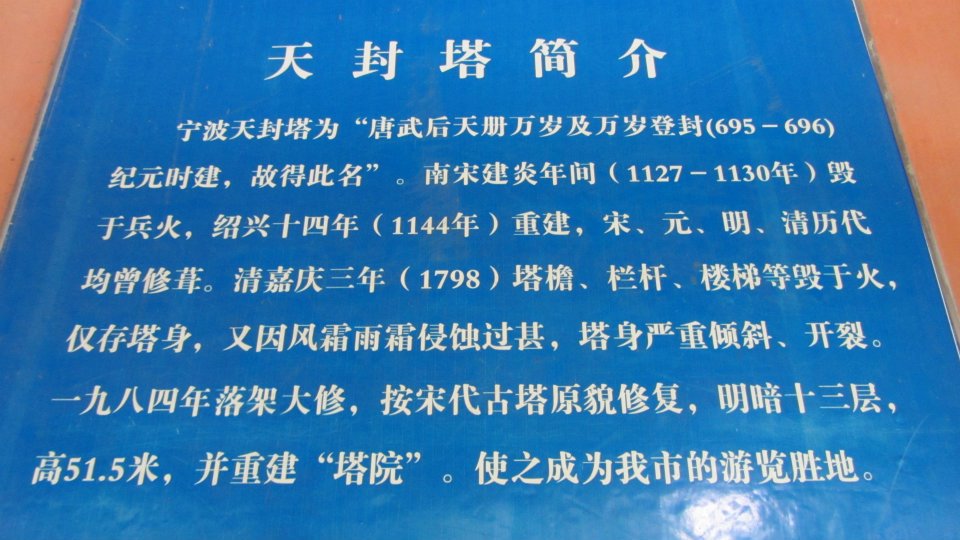 天封塔简介
宁波天封塔为“唐武后天册万岁及万岁登封(695-696)
纪元时建，故得此名”。南宋建炎年间（1127-1130年）毁
于兵火，绍兴十四年（1144年）重建，宋、元、明、清历代
均曾修葺。清嘉庆三年（1798）塔檐、栏杆、楼梯等毁于火，
仅存塔身，又因风霜雨霜侵蚀过甚，塔身严重倾斜、开裂。
一九八四年落架大修，按宋代古塔原貌修复，明暗十三层，
高51.5米，并重建“塔院”。使之成为我市的游览胜地。